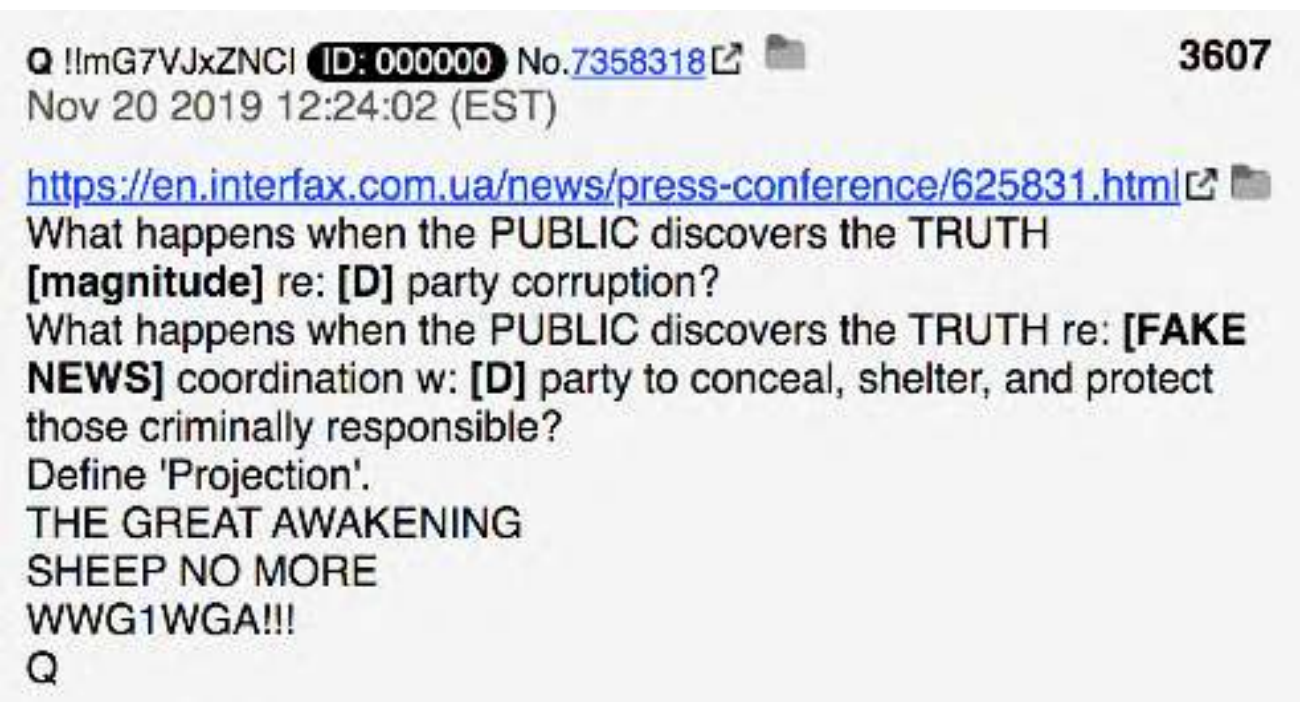 Q !!mG7VJxZNCI ID: 000000 No.7358318 3607
Nov 20 2019 12:24:02 (EST)
https://en.interfax.com.ua/news/press-conference/625831.html
What happens when the PUBLIC discovers the TRUTH
[magnitude] re: [D] party corruption?
What happens when the PUBLIC discovers the TRUTH re: [FAKE
NEWS] coordination w: [D] party to conceal, shelter, and protect
those criminally responsible?
Define 'Projection'.
THE GREAT AWAKENING
SHEEP NO MORE
WWG1WGA!!!
Q